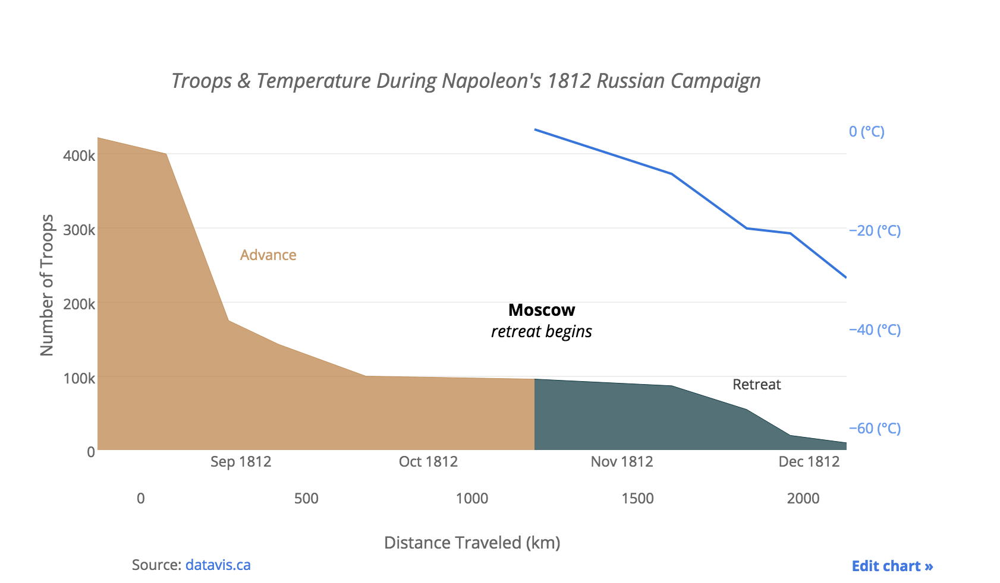 Troops & Temperature During Napoleon's 1812 Russian Campaign
0 (°C)
400k
300k
−20 (°C)
Advance
Number of Troops
200k
Moscow
retreat begins
−40 (°C)
100k
Retreat
−60 (°C)
0
Sep 1812 Oct 1812 Nov 1812 Dec 1812
0 500 1000 1500 2000
Distance Traveled (km)
Source: datavis.ca
Edit chart »